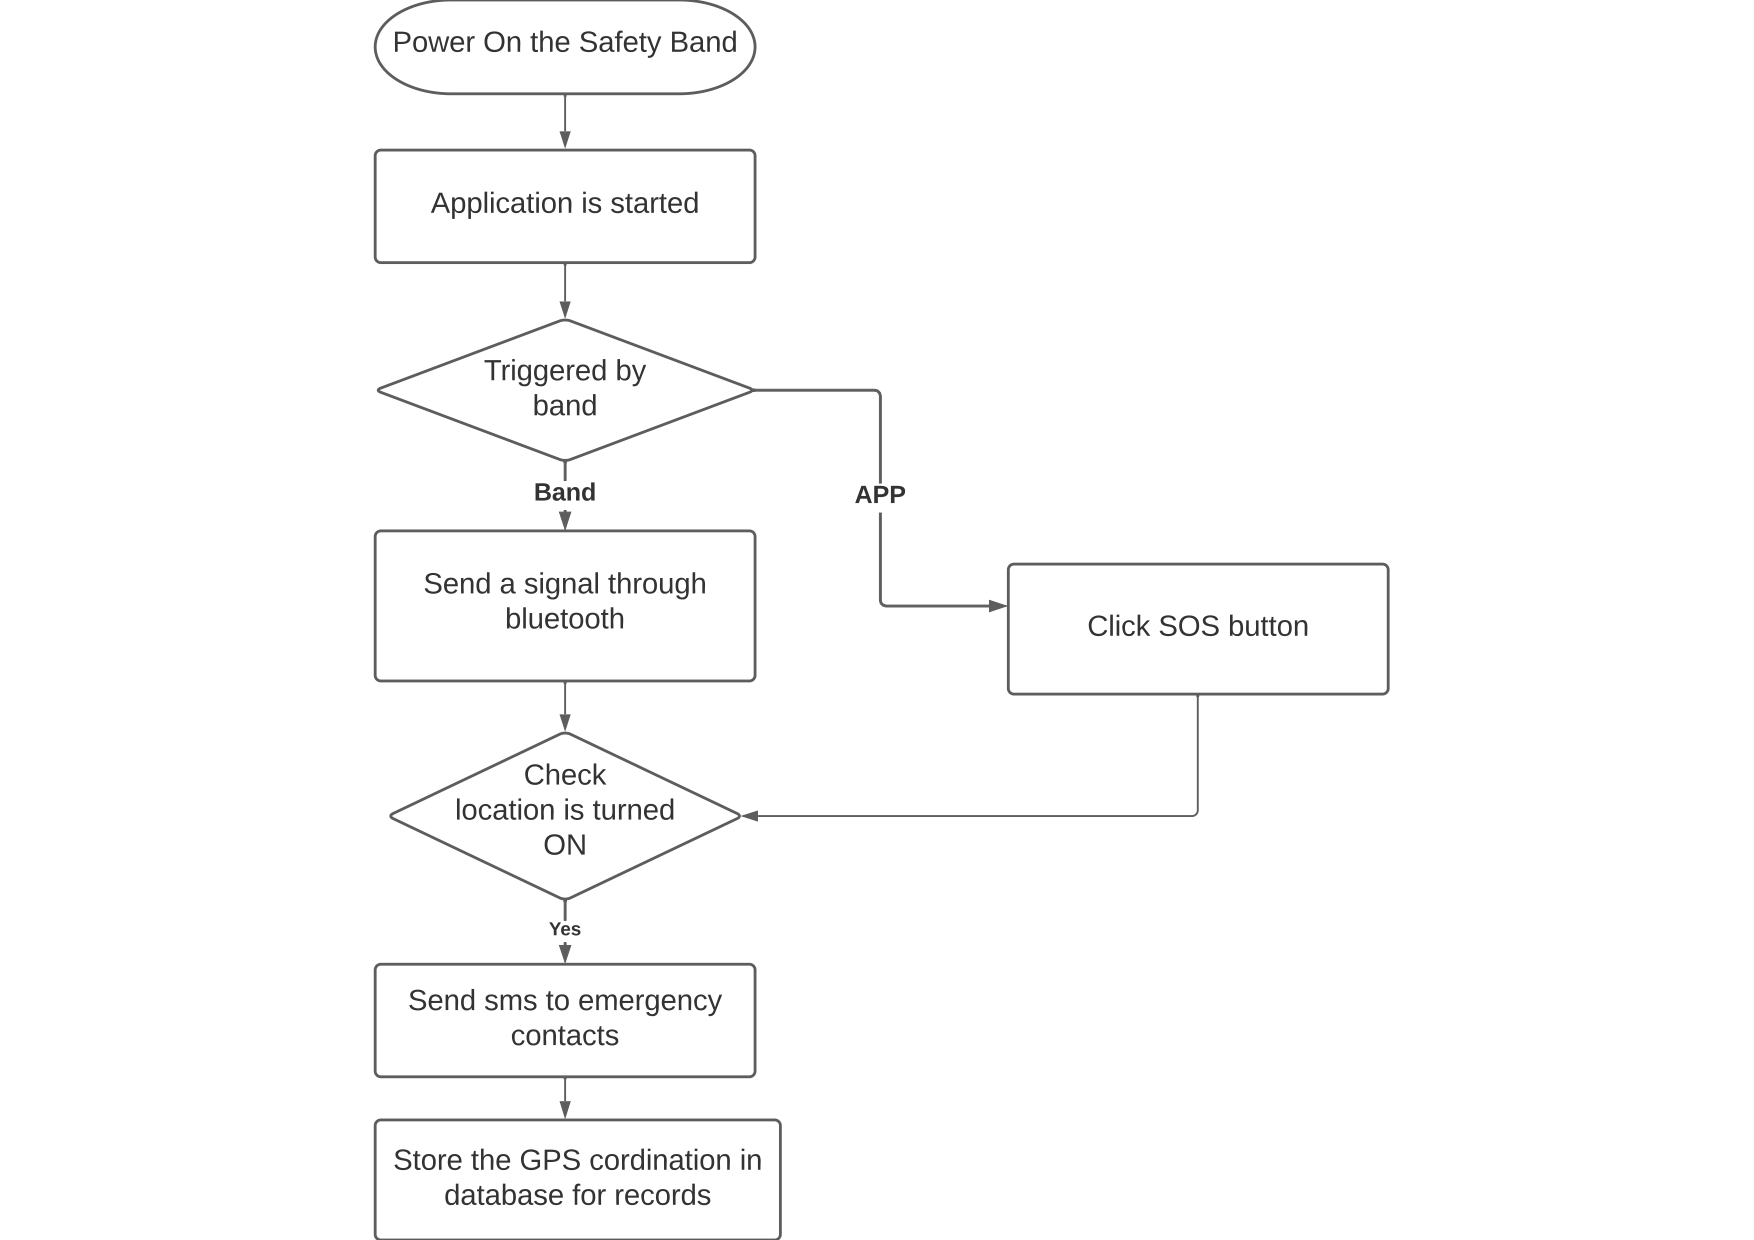 Power On the Safety Band
Application is started
Triggered by
band
Band
APP
Send a signal through
bluetooth
Click SOS button
Check
location is turned
ON
Yes
Send sms to emergency
contacts
Store the GPS cordination in
database for records